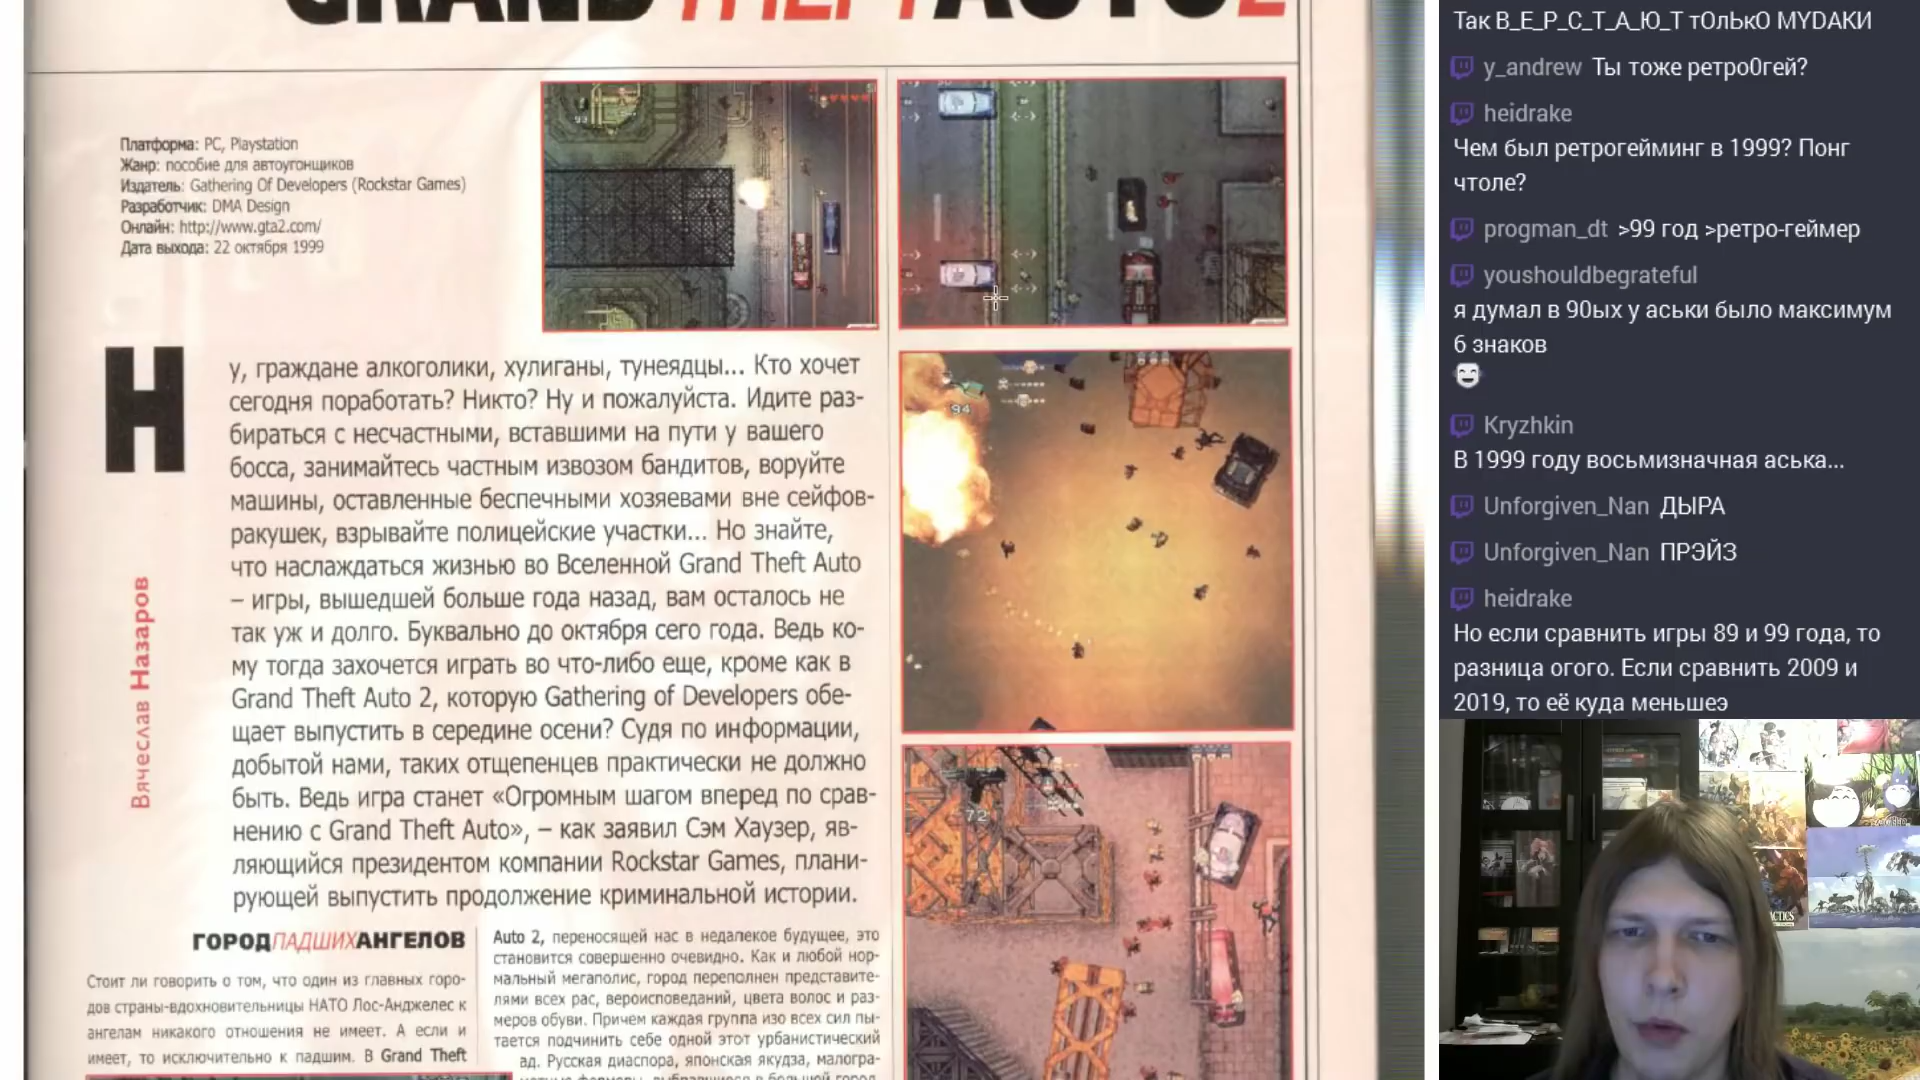 GRAND THEFT AUTO 2
Платформа: PC, Playstation
Жанр: пособие для автоугонщиков
Издатель: Gathering Of Developers (Rockstar Games)
Разработчик: DMA Design
Онлайн: http://www.gta2.com/
Дата выхода: 22 октября 1999
Ну, граждане алкоголики, хулиганы, тунеядцы... Кто хочет
сегодня поработать? Никто? Ну и пожалуйста. Идите раз-
бираться с несчастными, вставшими на пути у вашего
босса, занимайтесь частным извозом бандитов, воруйте
машины, оставленные беспечными хозяевами вне сейфов-
ракушек, взрывайте полицейские участки... Но знайте,
что наслаждаться жизнью во Вселенной Grand Theft Auto
– игры, вышедшей больше года назад, вам осталось не
так уж и долго. Буквально до октября сего года. Ведь ко-
му тогда захочется играть во что-либо еще, кроме как в
Grand Theft Auto 2, которую Gathering of Developers обе-
щает выпустить в середине осени? Судя по информации,
добытой нами, таких отщепенцев практически не должно
быть. Ведь игра станет «Огромным шагом вперед по срав-
нению с Grand Theft Auto», – как заявил Сэм Хаузер, яв-
ляющийся президентом компании Rockstar Games, плани-
рующей выпустить продолжение криминальной истории.
Вячеслав Назаров
ГОРОДПАДШИХАНГЕЛОВ
Стоит ли говорить о том, что один из главных горо-
дов страны-вдохновительницы НАТО Лос-Анджелес к
ангелам никакого отношения не имеет. А если и
имеет, то исключительно к падшим. В Grand Theft
Auto 2, переносящей нас в недалекое будущее, это
становится совершенно очевидно. Как и любой нор-
мальный мегаполис, город переполнен представите-
лями всех рас, вероисповеданий, цвета волос и раз-
меров обуви. Причем каждая группа изо всех сил пы-
тается подчинить себе одной этот урбанистический
ад. Русская диаспора, японская якудза, малогра-
94
72
Так В_Е_Р_С_Т_А_Ю_Т тОлЬкО MYDAКИ
y_andrew Ты тоже ретро0гей?
heidrake
Чем был ретрогейминг в 1999? Понг
чтоле?
progman_dt >99 год >ретро-геймер
youshouldbegrateful
я думал в 90ых у аськи было максимум
6 знаков
Kryzhkin
В 1999 году восьмизначная аська...
Unforgiven_Nan ДЫРА
Unforgiven_Nan ПРЭЙЗ
heidrake
Но если сравнить игры 89 и 99 года, то
разница огого. Если сравнить 2009 и
2019, то её куда меньшеэ